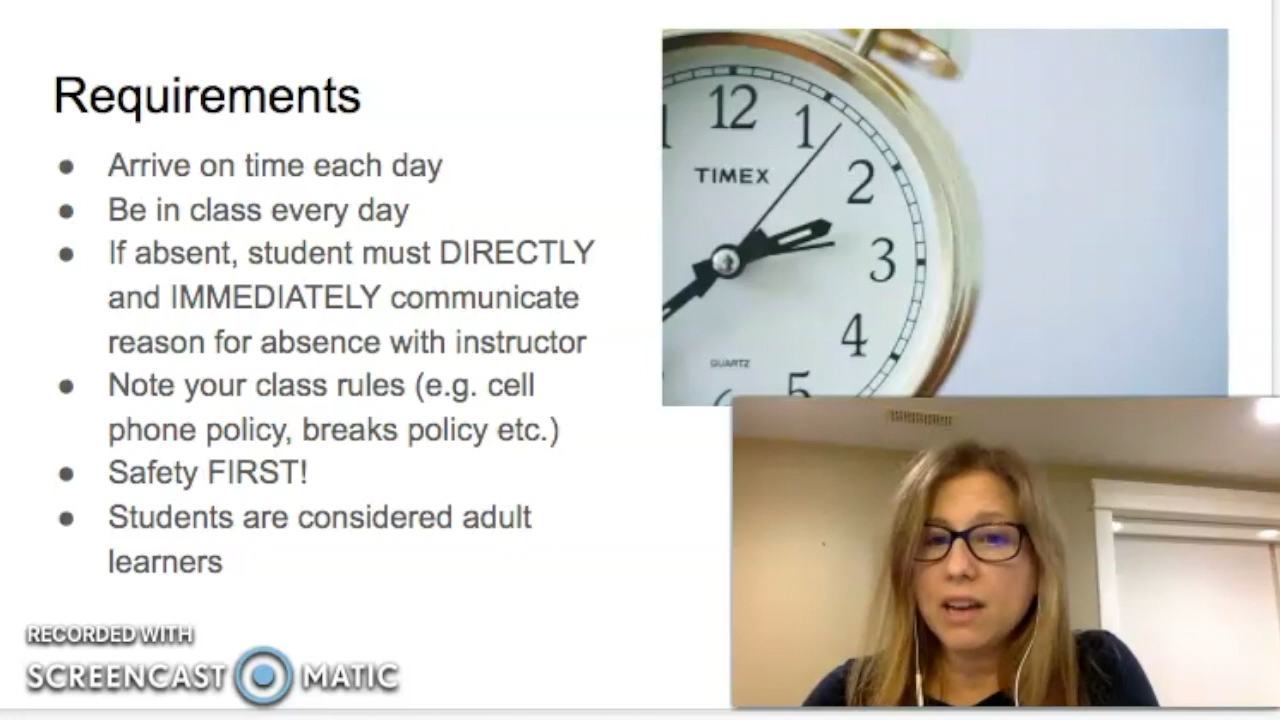 Requirements
● Arrive on time each day
● Be in class every day
● If absent, student must DIRECTLY
and IMMEDIATELY communicate
reason for absence with instructor
● Note your class rules (e.g. cell
phone policy, breaks policy etc.)
● Safety FIRST!
● Students are considered adult
learners
12
1
TIMEX
2
3
4
QUARTZ
5
RECORDED WITH
SCREENCAST MATIC